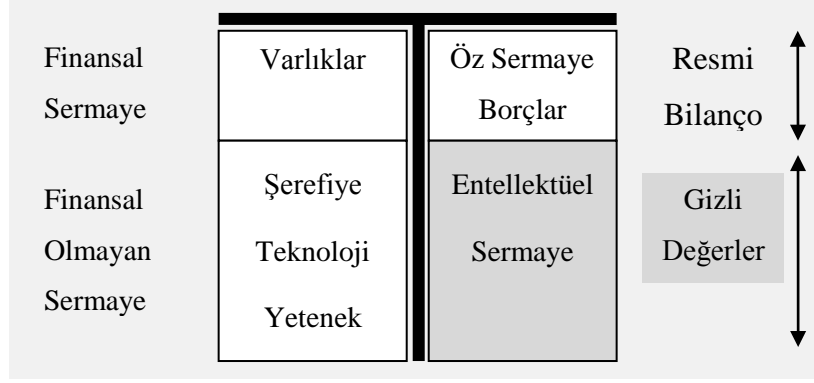 Finansal
Sermaye
Varlıklar
Öz Sermaye
Borçlar
Resmi
Bilanço
Finansal
Olmayan
Sermaye
Şerefiye
Teknoloji
Yetenek
Entellektüel
Sermaye
Gizli
Değerler